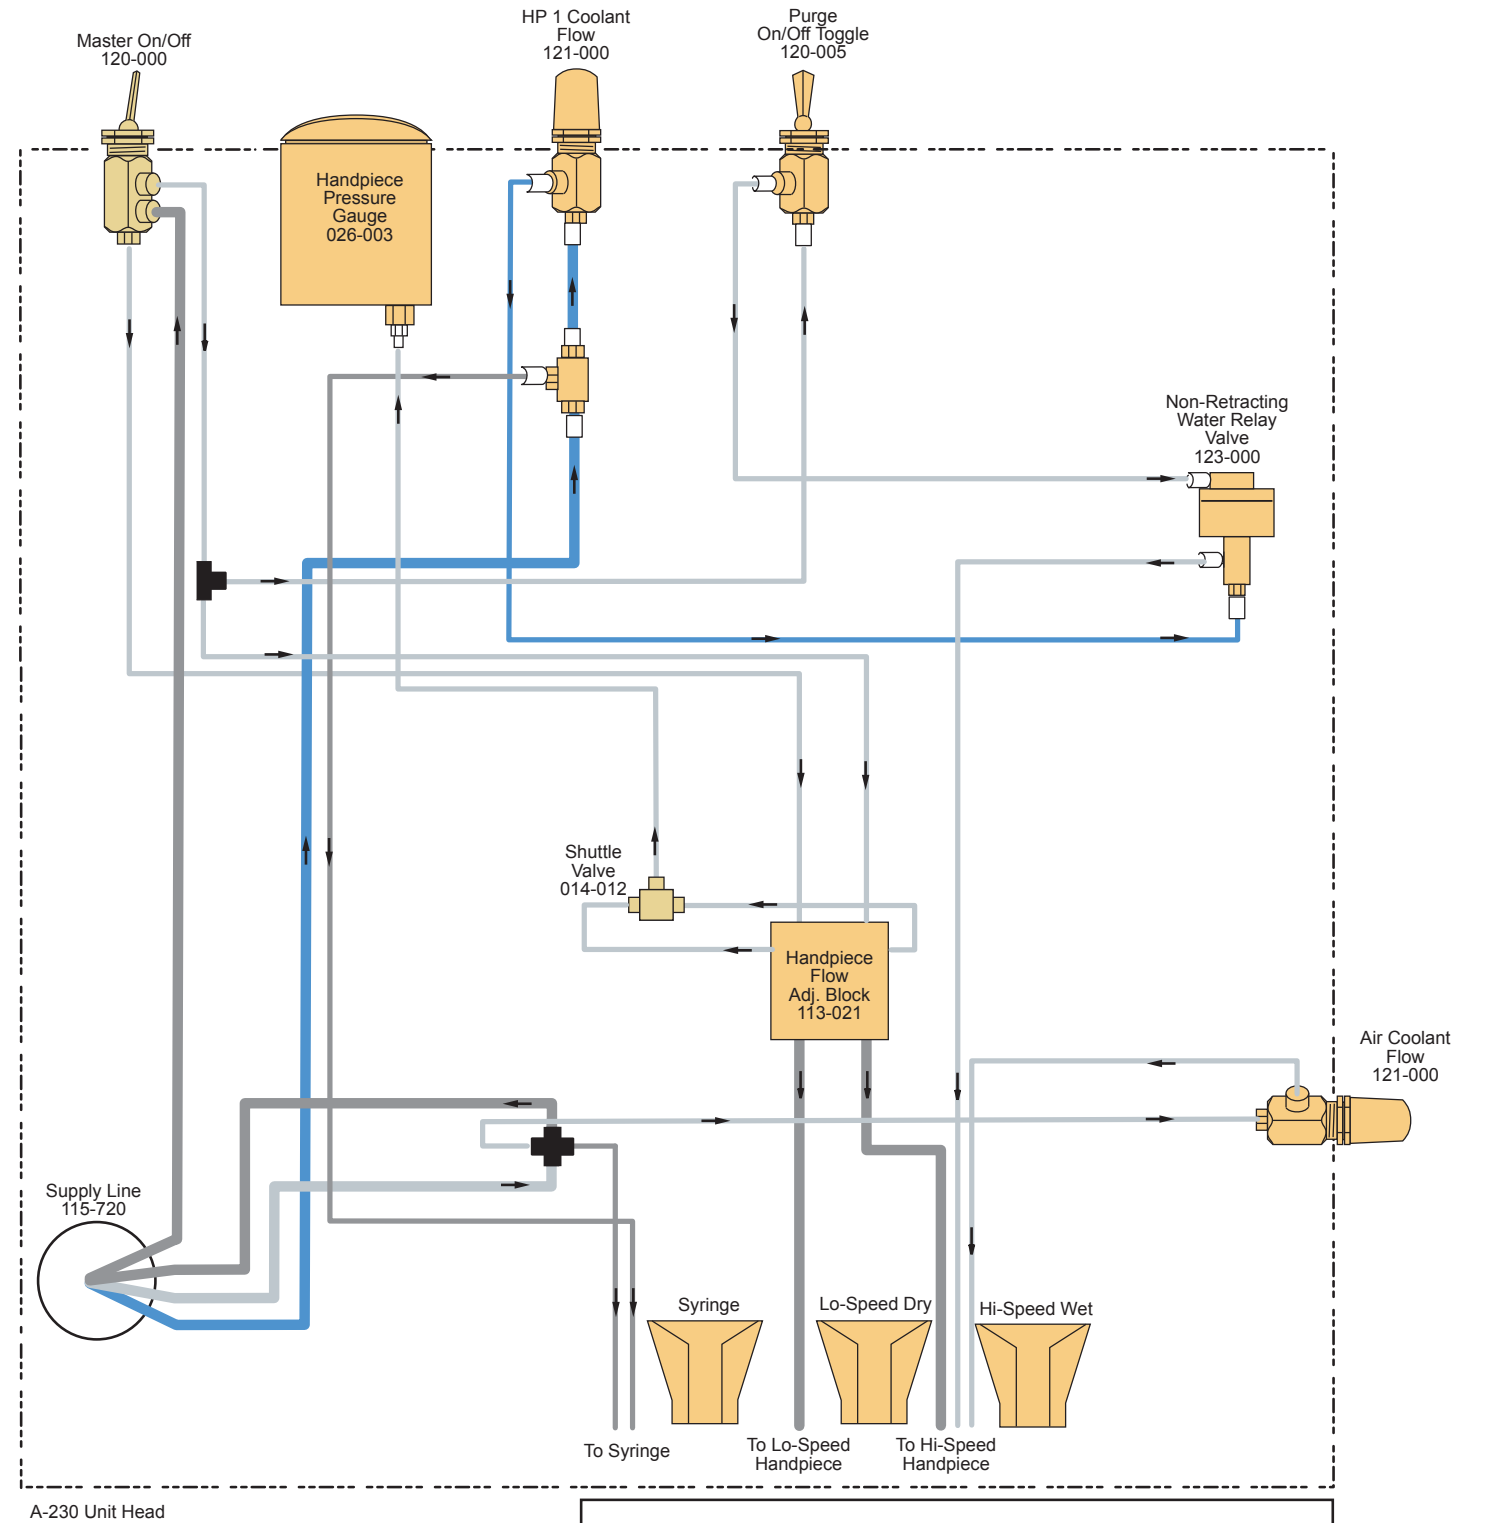 Master On/Off
120-000
HP 1 Coolant
Flow
121-000
Purge
On/Off Toggle
120-005
Handpiece
Pressure
Gauge
026-003
Non-Retracting
Water Relay
Valve
123-000
Shuttle
Valve
014-012
Handpiece
Flow
Adj. Block
113-021
Air Coolant
Flow
121-000
Supply Line
115-720
Syringe
Lo-Speed Dry
Hi-Speed Wet
To Syringe
To Lo-Speed
Handpiece
To Hi-Speed
Handpiece
A-230 Unit Head